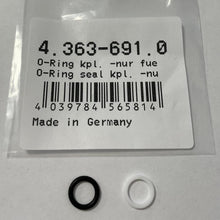 4.363-691.0
O-Ring kpl. -nur fue
O-Ring seal kpl. -nu
4 039784 565814
Made in Germany